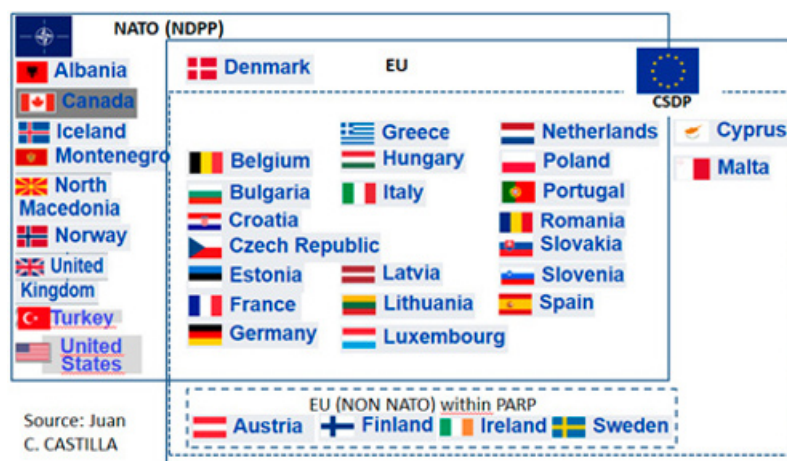 NATO (NDPP)
EU
CSDP
Albania
Canada
Iceland
Montenegro
North
Macedonia
Norway
United
Kingdom
Turkey
United
States
Denmark
Belgium
Bulgaria
Croatia
Czech Republic
Estonia
France
Germany
Greece
Hungary
Italy
Latvia
Lithuania
Luxembourg
Netherlands
Poland
Portugal
Romania
Slovakia
Slovenia
Spain
Cyprus
Malta
EU (NON NATO) within PARP
Austria
Finland
Ireland
Sweden
Source: Juan
C. CASTILLA